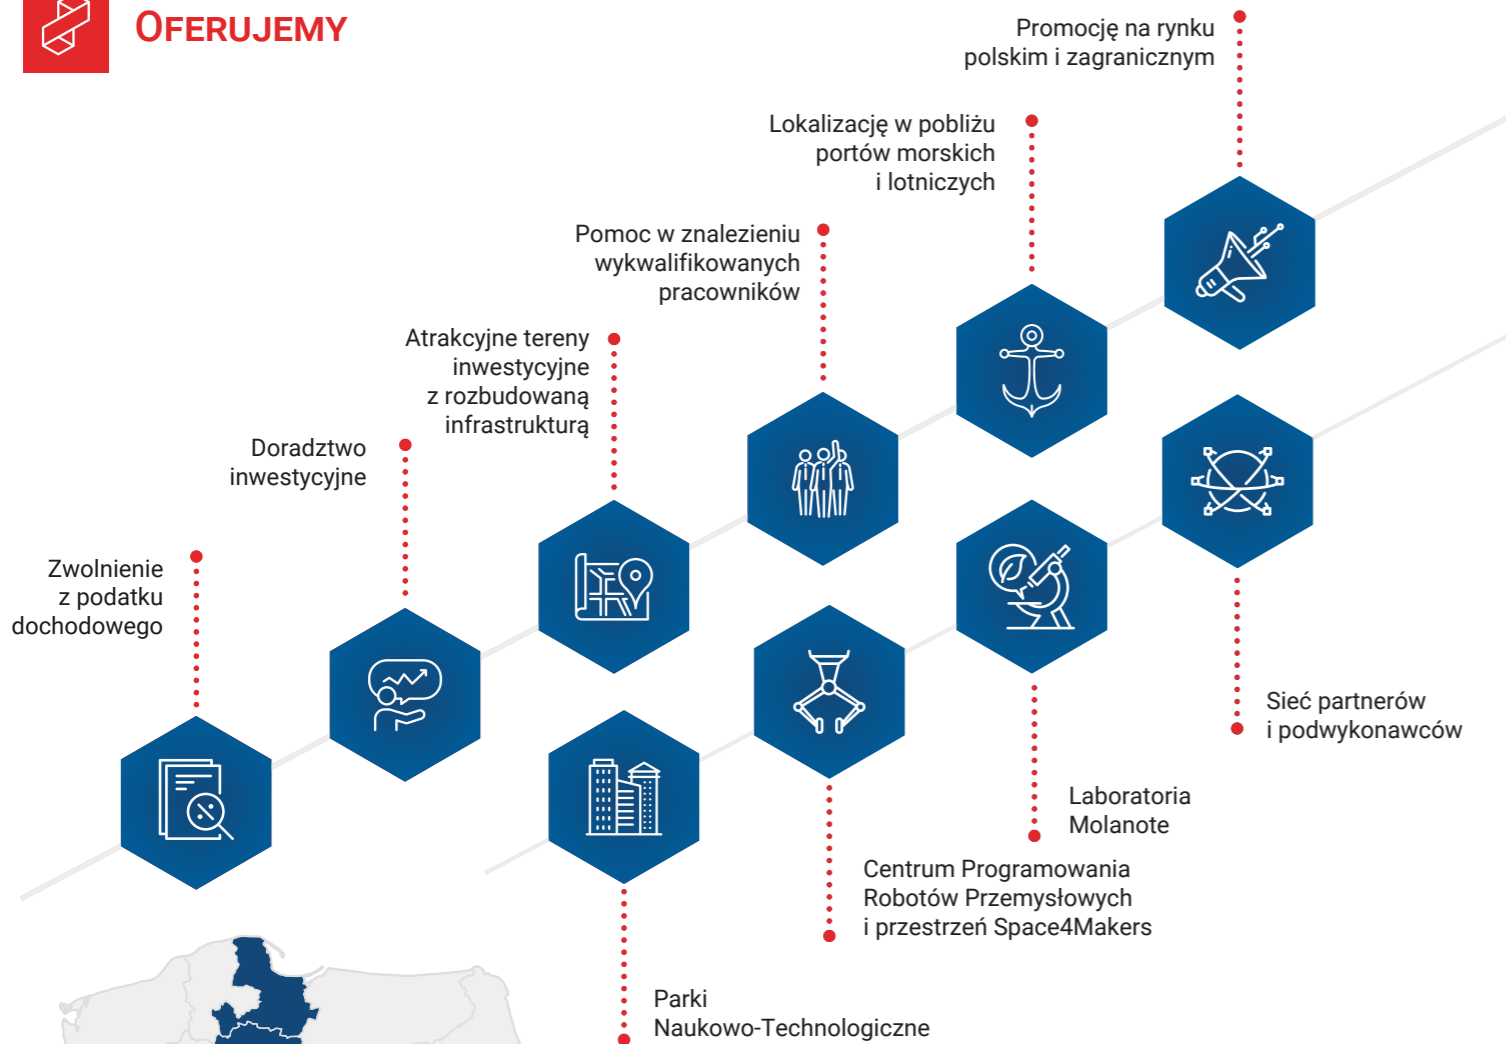 OFERUJEMY
Promocję na rynku
polskim i zagranicznym
Lokalizację w pobliżu
portów morskich
i lotniczych
Pomoc w znalezieniu
wykwalifikowanych
pracowników
Atrakcyjne tereny
inwestycyjne
z rozbudowaną
infrastrukturą
Doradztwo
inwestycyjne
Zwolnienie
z podatku
dochodowego
Sieć partnerów
i podwykonawców
Laboratoria
Molanote
Centrum Programowania
Robotów Przemysłowych
i przestrzeń Space4Makers
Parki
Naukowo-Technologiczne